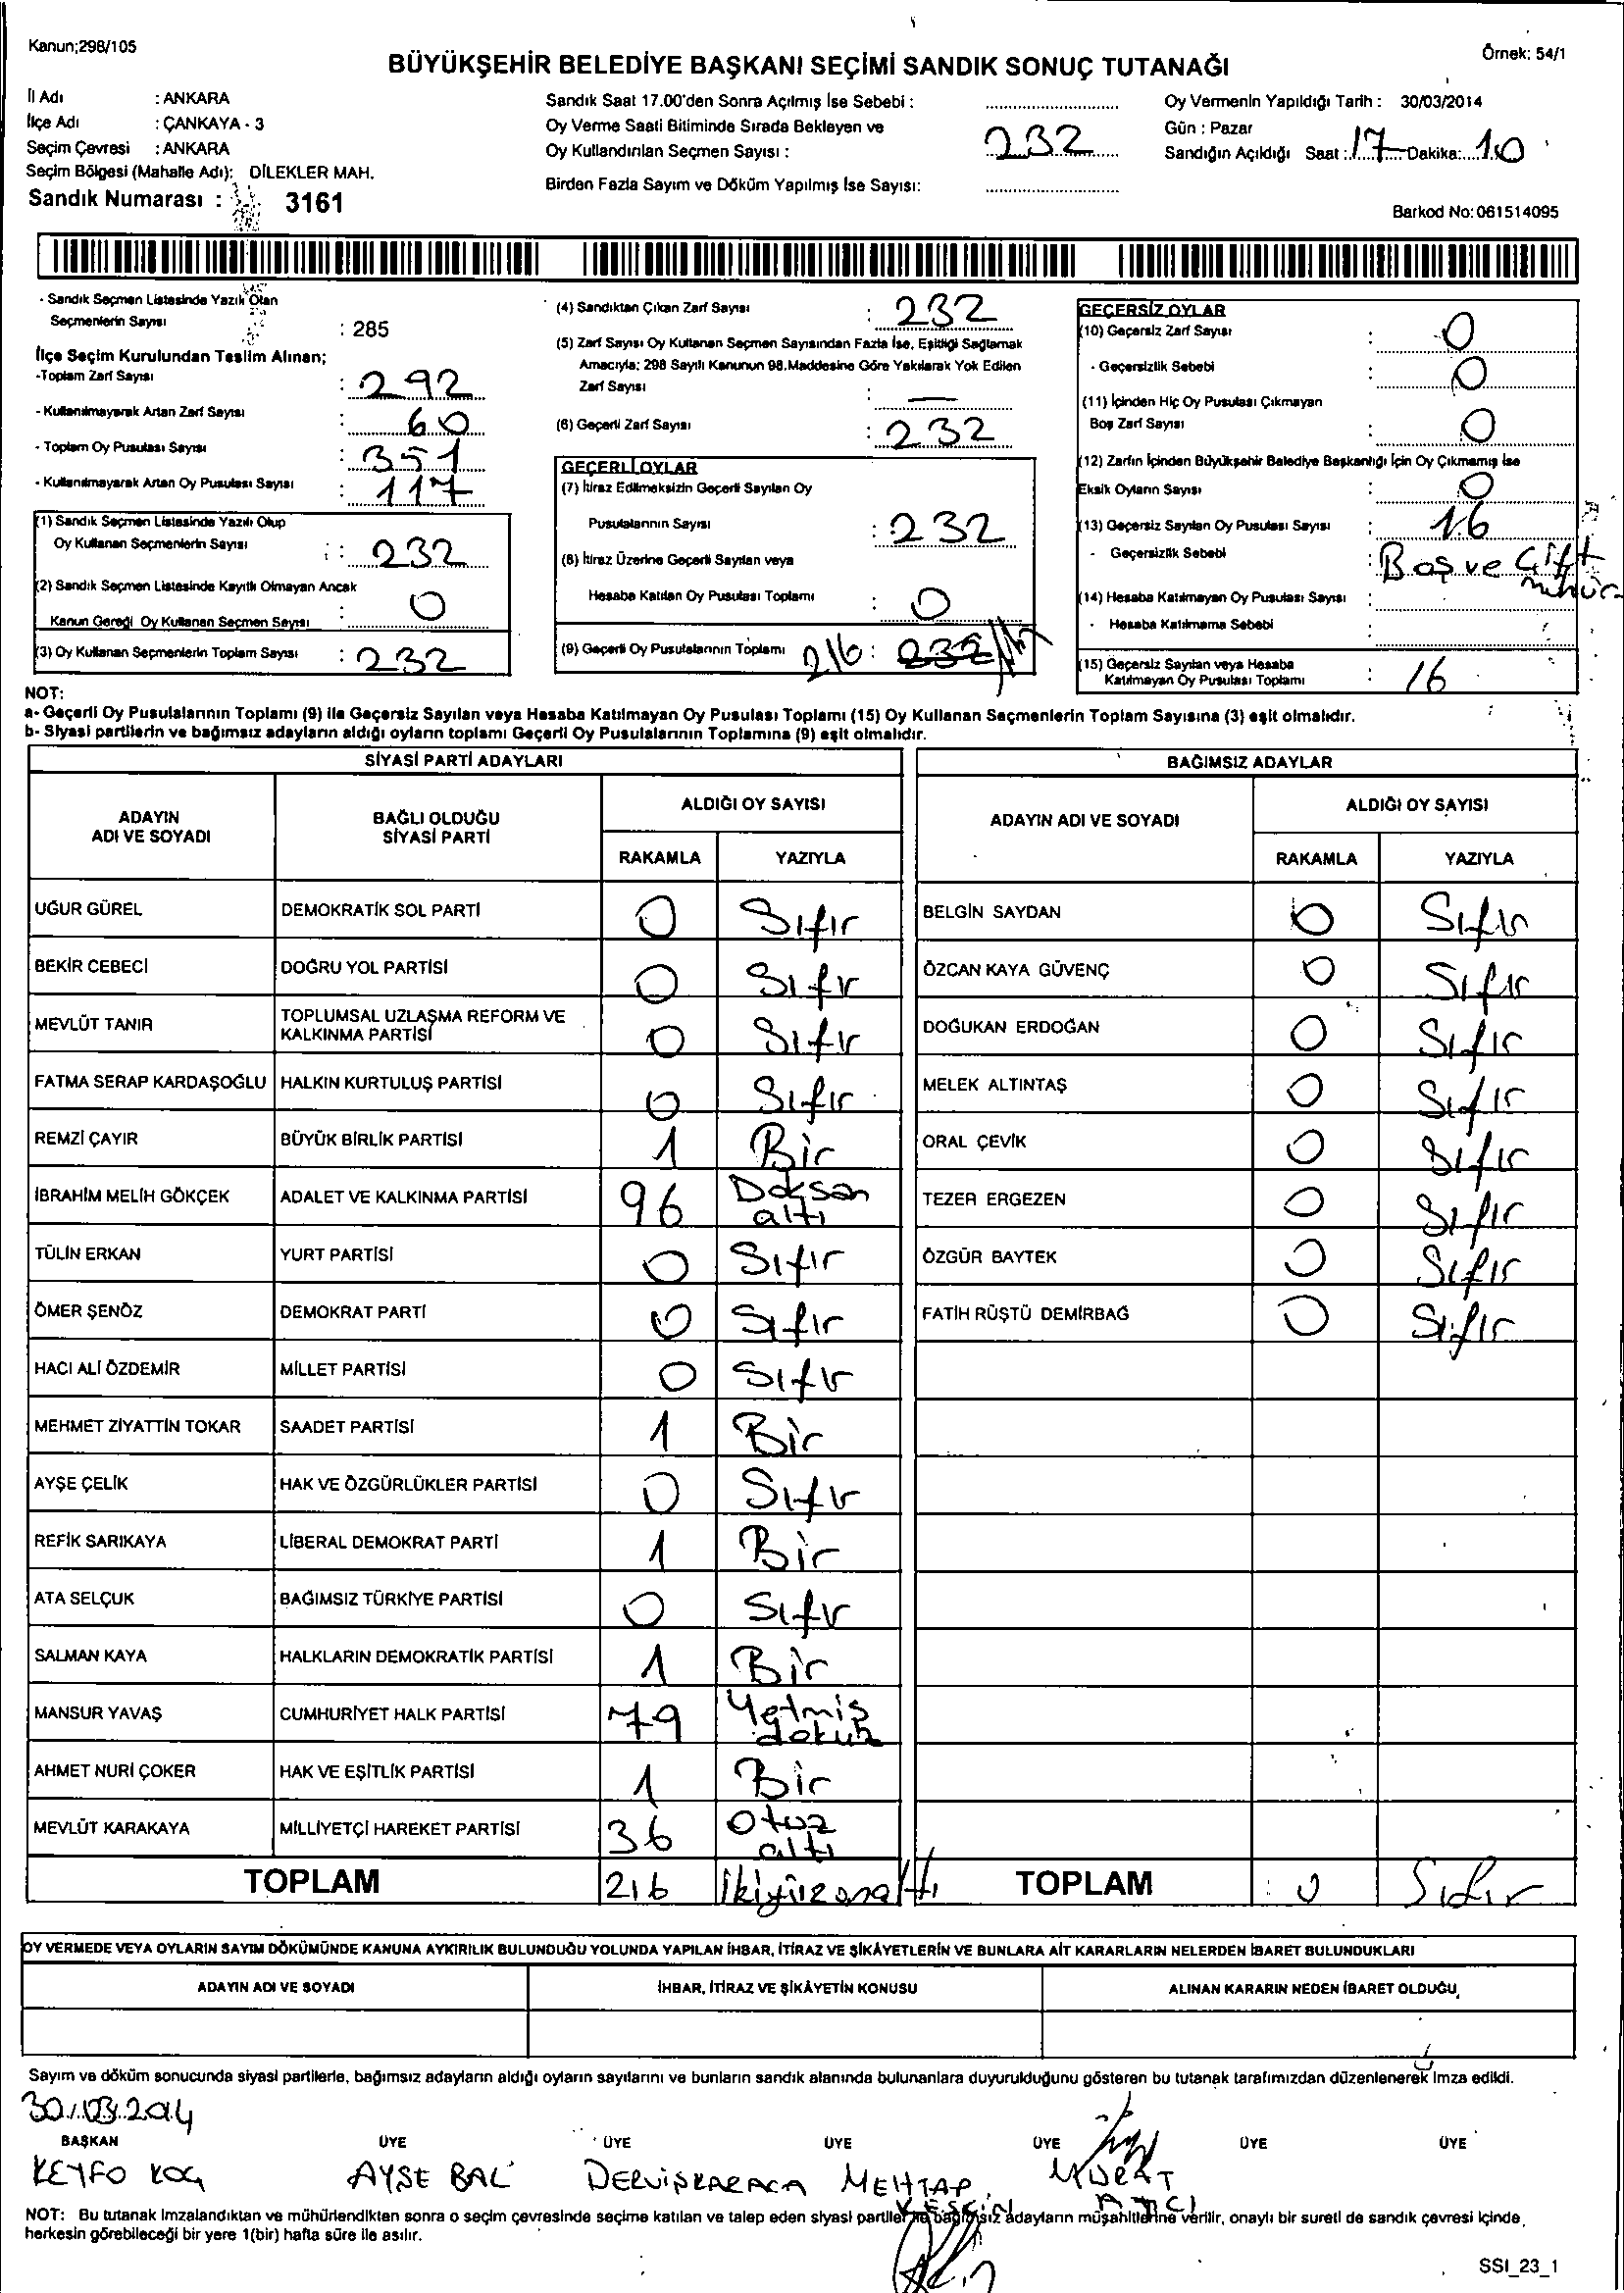 Kanun;298/105
BÜYÜKŞEHİR BELEDİYE BAŞKANI SEÇİMİ SANDIK SONUÇ TUTANAĞI
Örnek: 54/1
İl Adı : ANKARA
İlçe Adı : ÇANKAYA - 3
Seçim Çevresi : ANKARA
Seçim Bölgesi (Mahalle Adı): DİLEKLER MAH.
Sandık Numarası : 3161
Sandık Saat 17.00'den Sonra Açılmış İse Sebebi :
Oy Verme Saati Bitiminde Sırada Bekleyen ve
Oy Kullandırılan Seçmen Sayısı : 232
Birden Fazla Sayım ve Döküm Yapılmış İse Sayısı:
Oy Vermenin Yapıldığı Tarih : 30/03/2014
Gün : Pazar
Sandığın Açıldığı Saat : 17 Dakika: 10
Barkod No: 061514095
- Sandık Seçmen Listesinde Yazılı Olan
Seçmenlerin Sayısı : 285
İlçe Seçim Kurulundan Teslim Alınan;
-Toplam Zarf Sayısı : 292
- Kullanılmayarak Artan Zarf Sayısı : 60
- Toplam Oy Pusulası Sayısı : 351
- Kullanılmayarak Artan Oy Pusulası Sayısı : 117
(1) Sandık Seçmen Listesinde Yazılı Olup
Oy Kullanan Seçmenlerin Sayısı : 232
(2) Sandık Seçmen Listesinde Kayıtlı Olmayan Ancak
Kanun Gereği Oy Kullanan Seçmen Sayısı : 0
(3) Oy Kullanan Seçmenlerin Toplam Sayısı : 232
(4) Sandıktan Çıkan Zarf Sayısı : 232
(5) Zarf Sayısı Oy Kullanan Seçmen Sayısından Fazla İse, Eşitliği Sağlamak
Amacıyla; 298 Sayılı Kanunun 98.Maddesine Göre Yakılarak Yok Edilen
Zarf Sayısı : —
(6) Geçerli Zarf Sayısı : 232
GEÇERLİ OYLAR
(7) İtiraz Edilmeksizin Geçerli Sayılan Oy
Pusulalarının Sayısı : 232
(8) İtiraz Üzerine Geçerli Sayılan veya
Hesaba Katılan Oy Pusulası Toplamı : 0
(9) Geçerli Oy Pusulalarının Toplamı 216 : 232
GEÇERSİZ OYLAR
(10) Geçersiz Zarf Sayısı : 0
- Geçersizlik Sebebi : 0
(11) İçinden Hiç Oy Pusulası Çıkmayan
Boş Zarf Sayısı : 0
(12) Zarfın İçinden Büyükşehir Belediye Başkanlığı İçin Oy Çıkmamış İse
Eksik Oyların Sayısı : 0
(13) Geçersiz Sayılan Oy Pusulası Sayısı : 16
- Geçersizlik Sebebi : Boş ve Çift mühür
(14) Hesaba Katılmayan Oy Pusulası Sayısı :
- Hesaba Katılmama Sebebi :
(15) Geçersiz Sayılan veya Hesaba
Katılmayan Oy Pusulası Toplamı : 16
NOT:
a- Geçerli Oy Pusulalarının Toplamı (9) ile Geçersiz Sayılan veya Hesaba Katılmayan Oy Pusulası Toplamı (15) Oy Kullanan Seçmenlerin Toplam Sayısına (3) eşit olmalıdır.
b- Siyasi partilerin ve bağımsız adayların aldığı oyların toplamı Geçerli Oy Pusulalarının Toplamına (9) eşit olmalıdır.
SİYASİ PARTİ ADAYLARI
ADAYIN ADI VE SOYADI BAĞLI OLDUĞU SİYASİ PARTİ ALDIĞI OY SAYISI
RAKAMLA YAZIYLA
UĞUR GÜREL DEMOKRATİK SOL PARTİ 0 Sıfır
BEKİR CEBECİ DOĞRU YOL PARTİSİ 0 Sıfır
MEVLÜT TANIR TOPLUMSAL UZLAŞMA REFORM VE KALKINMA PARTİSİ 0 Sıfır
FATMA SERAP KARDAŞOĞLU HALKIN KURTULUŞ PARTİSİ 0 Sıfır
REMZİ ÇAYIR BÜYÜK BİRLİK PARTİSİ 1 Bir
İBRAHİM MELİH GÖKÇEK ADALET VE KALKINMA PARTİSİ 96 Doksan altı
TÜLİN ERKAN YURT PARTİSİ 0 Sıfır
ÖMER ŞENÖZ DEMOKRAT PARTİ 0 Sıfır
HACI ALİ ÖZDEMİR MİLLET PARTİSİ 0 Sıfır
MEHMET ZİYATTİN TOKAR SAADET PARTİSİ 1 Bir
AYŞE ÇELİK HAK VE ÖZGÜRLÜKLER PARTİSİ 0 Sıfır
REFİK SARIKAYA LİBERAL DEMOKRAT PARTİ 1 Bir
ATA SELÇUK BAĞIMSIZ TÜRKİYE PARTİSİ 0 Sıfır
SALMAN KAYA HALKLARIN DEMOKRATİK PARTİSİ 1 Bir
MANSUR YAVAŞ CUMHURİYET HALK PARTİSİ 79 Yetmiş dokuz
AHMET NURİ ÇOKER HAK VE EŞİTLİK PARTİSİ 1 Bir
MEVLÜT KARAKAYA MİLLİYETÇİ HAREKET PARTİSİ 36 Otuz altı
TOPLAM 216 İkiyüzonaltı
BAĞIMSIZ ADAYLAR
ADAYIN ADI VE SOYADI ALDIĞI OY SAYISI
RAKAMLA YAZIYLA
BELGİN SAYDAN 0 Sıfır
ÖZCAN KAYA GÜVENÇ 0 Sıfır
DOĞUKAN ERDOĞAN 0 Sıfır
MELEK ALTINTAŞ 0 Sıfır
ORAL ÇEVİK 0 Sıfır
TEZER ERGEZEN 0 Sıfır
ÖZGÜR BAYTEK 0 Sıfır
FATİH RÜŞTÜ DEMİRBAĞ 0 Sıfır
TOPLAM : 0 Sıfır
OY VERMEDE VEYA OYLARIN SAYIM DÖKÜMÜNDE KANUNA AYKIRILIK BULUNDUĞU YOLUNDA YAPILAN İHBAR, İTİRAZ VE ŞİKÂYETLERİN VE BUNLARA AİT KARARLARIN NELERDEN İBARET BULUNDUKLARI
ADAYIN ADI VE SOYADI İHBAR, İTİRAZ VE ŞİKÂYETİN KONUSU ALINAN KARARIN NEDEN İBARET OLDUĞU
Sayım ve döküm sonucunda siyasi partilerle, bağımsız adayların aldığı oyların sayılarını ve bunların sandık alanında bulunanlara duyurulduğunu gösteren bu tutanak tarafımızdan düzenlenerek imza edildi.
30/03/2014
BAŞKAN ÜYE ÜYE ÜYE ÜYE ÜYE ÜYE
KEYFO KOÇ AYŞE BAL DERVİŞ KARACA MEHTAP KESKİN MURAT
NOT: Bu tutanak imzalandıktan ve mühürlendikten sonra o seçim çevresinde seçime katılan ve talep eden siyasi partiler ve bağımsız adayların müşahitlerine verilir, onaylı bir sureti de sandık çevresi içinde,
herkesin görebileceği bir yere 1(bir) hafta süre ile asılır.
SSI_23_1